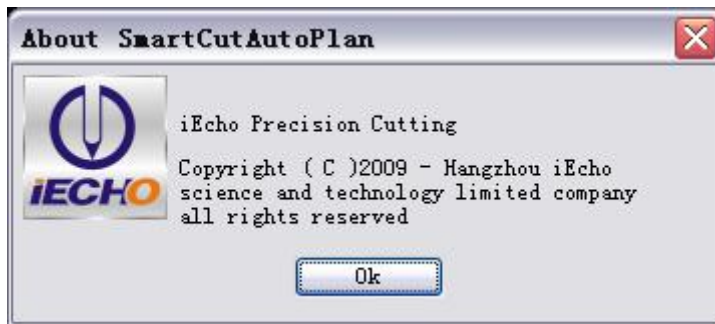 About SmartCutAutoPlan
iECHO
iEcho Precision Cutting
Copyright ( C )2009 - Hangzhou iEcho
science and technology limited company
all rights reserved
Ok